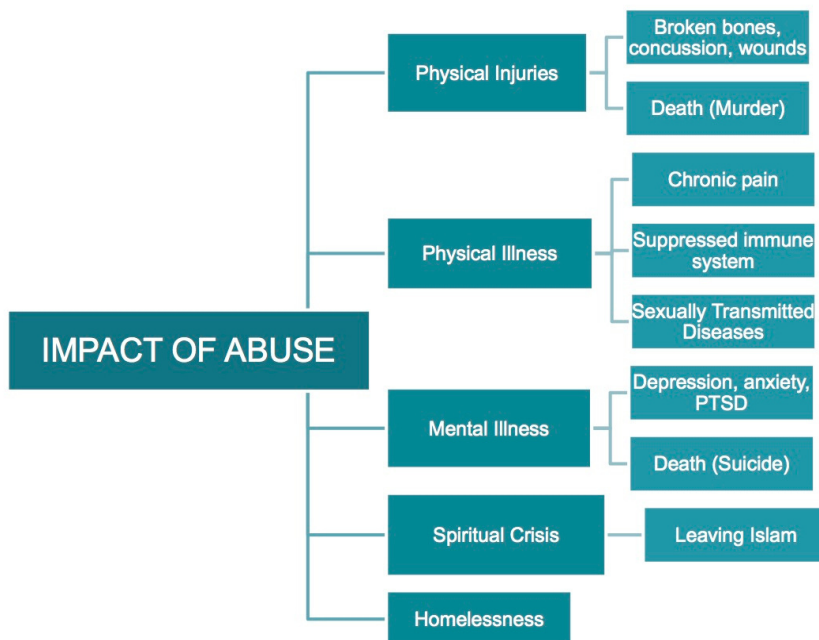 IMPACT OF ABUSE
Physical Injuries
Broken bones,
concussion, wounds
Death (Murder)
Physical Illness
Chronic pain
Suppressed immune
system
Sexually Transmitted
Diseases
Mental Illness
Depression, anxiety,
PTSD
Death (Suicide)
Spiritual Crisis
Leaving Islam
Homelessness